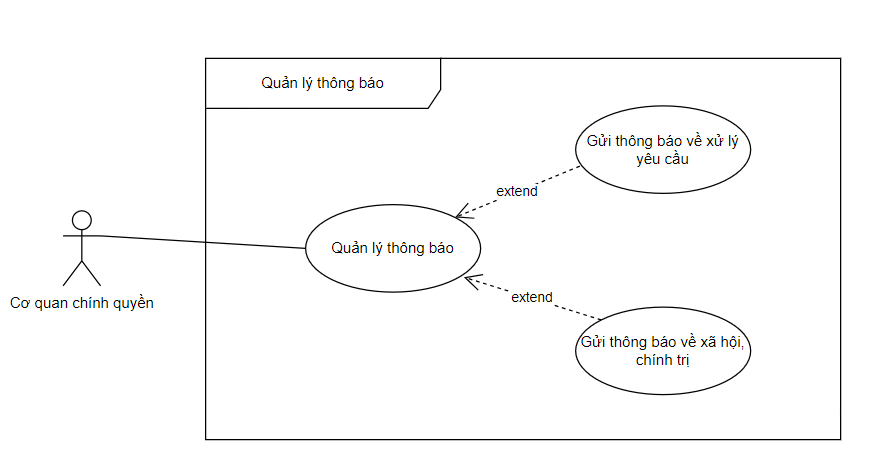 Quản lý thông báo
Gửi thông báo về xử lý
yêu cầu
extend
Quản lý thông báo
extend
Cơ quan chính quyền
Gửi thông báo về xã hội,
chính trị